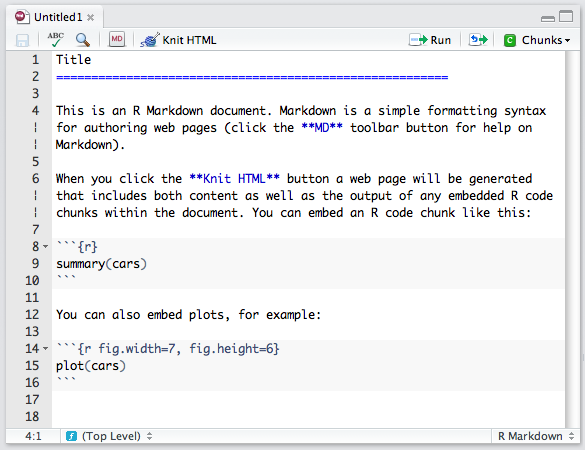 Untitled1
ABC MD Knit HTML Run C Chunks
1 Title
2 ========================================================
3
4 This is an R Markdown document. Markdown is a simple formatting syntax
for authoring web pages (click the **MD** toolbar button for help on
Markdown).
5
6 When you click the **Knit HTML** button a web page will be generated
that includes both content as well as the output of any embedded R code
chunks within the document. You can embed an R code chunk like this:
7
8 ```{r}
9 summary(cars)
10 ```
11
12 You can also embed plots, for example:
13
14 ```{r fig.width=7, fig.height=6}
15 plot(cars)
16 ```
17
18
4:1 f (Top Level) R Markdown